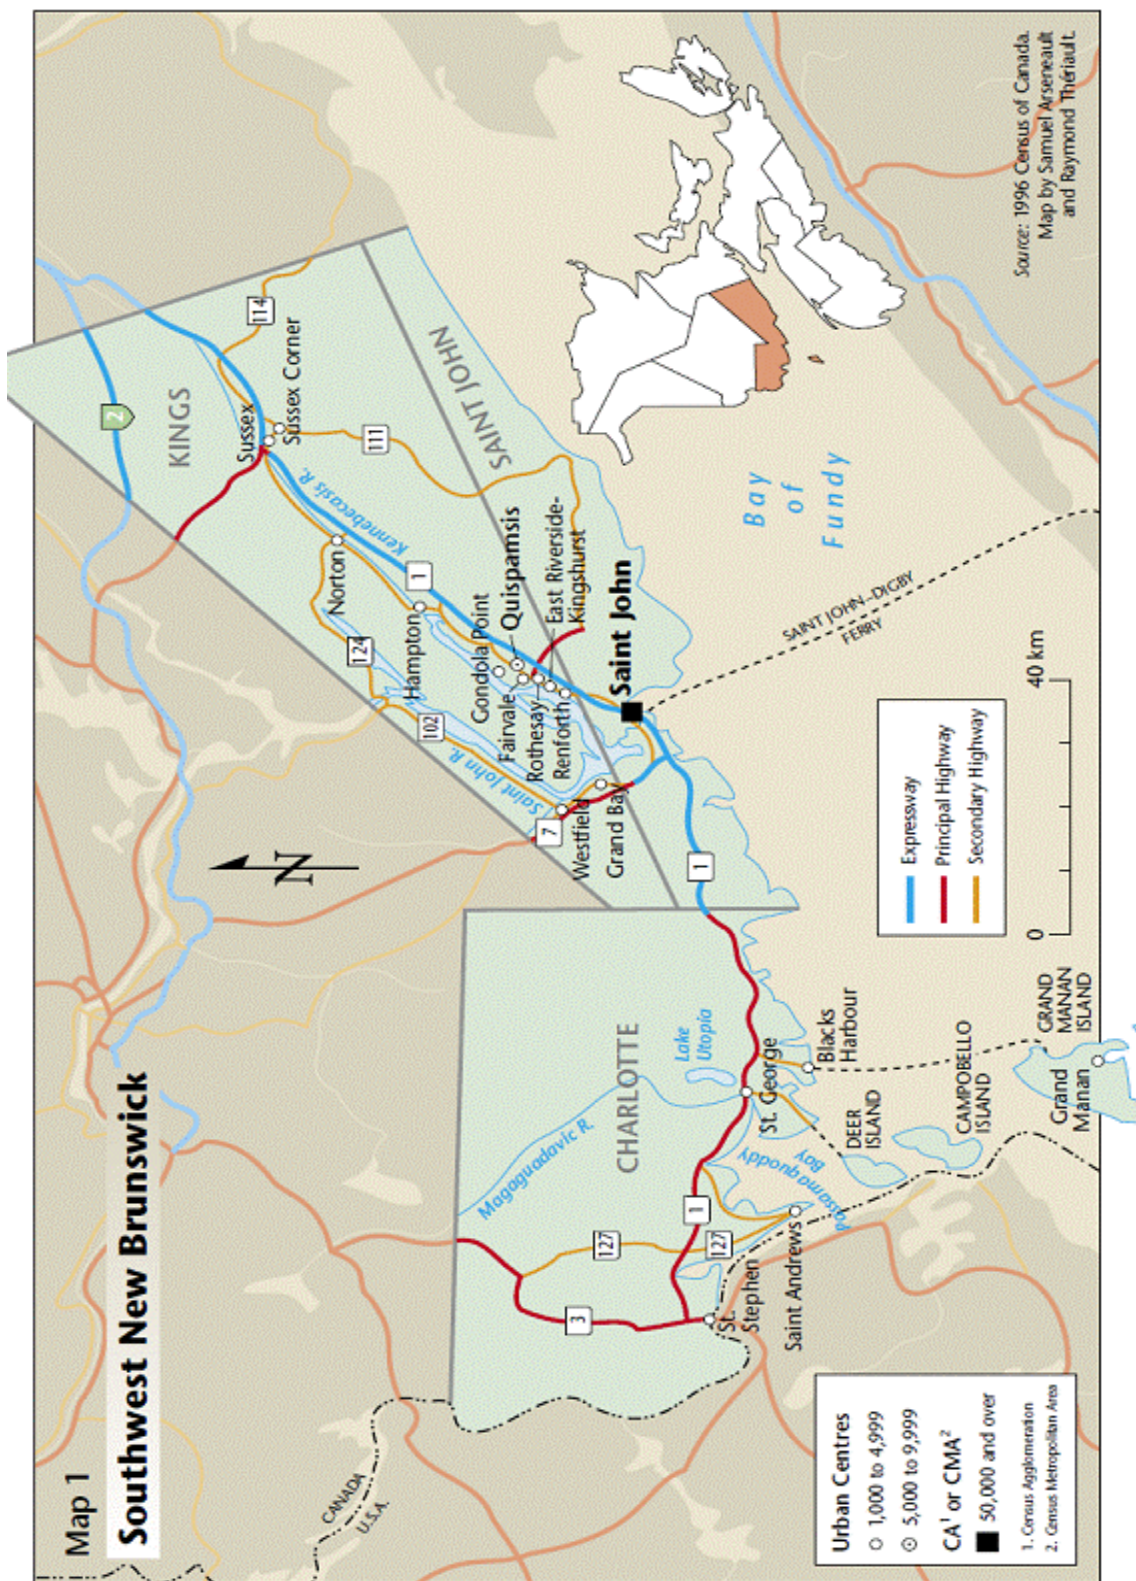 Map 1
Southwest New Brunswick
CANADA
U.S.A.
2
KINGS
Sussex
Sussex Corner
114
111
SAINT JOHN
Kennebecasis R.
Norton
1
124
Hampton
Gondola Point
Quispamsis
102
Fairvale
Rothesay
Renforth
East Riverside-
Kingshurst
Saint John R.
Saint John
7
Westfield
Grand Bay
N
1
CHARLOTTE
Magaguadavic R.
Lake
Utopia
St. George
Blacks
Harbour
127
3
1
127
St.
Stephen
Saint Andrews
Passamaquoddy
Bay
DEER
ISLAND
CAMPOBELLO
ISLAND
GRAND
MANAN
ISLAND
Grand
Manan
Bay
of
Fundy
SAINT JOHN–DIGBY
FERRY
Urban Centres
1,000 to 4,999
5,000 to 9,999
CA¹ or CMA²
50,000 and over
1. Census Agglomeration
2. Census Metropolitan Area
Expressway
Principal Highway
Secondary Highway
0 40 km
Source: 1996 Census of Canada.
Map by Samuel Arseneault
and Raymond Thériault.